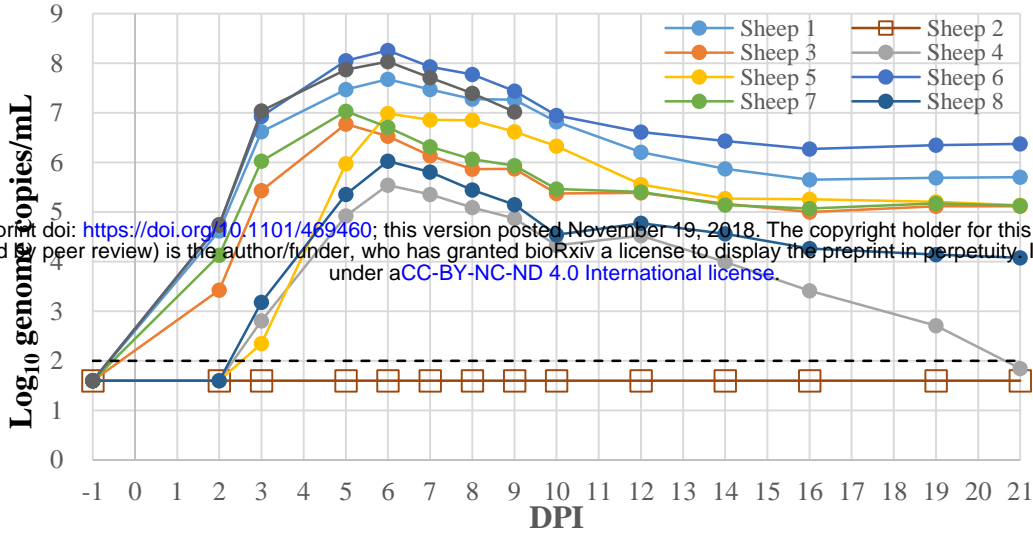 9
8
7
6
5
4
3
2
1
0
Log10 genome copies/mL
Sheep 1 Sheep 2
Sheep 3 Sheep 4
Sheep 5 Sheep 6
Sheep 7 Sheep 8
doi: https://doi.org/10.1101/469460; this version posted November 19, 2018. The copyright holder for this
peer review) is the author/funder, who has granted bioRxiv a license to display the preprint in perpetuity.
under aCC-BY-NC-ND 4.0 International license.
-1 0 1 2 3 4 5 6 7 8 9 10 11 12 13 14 15 16 17 18 19 20 21
DPI